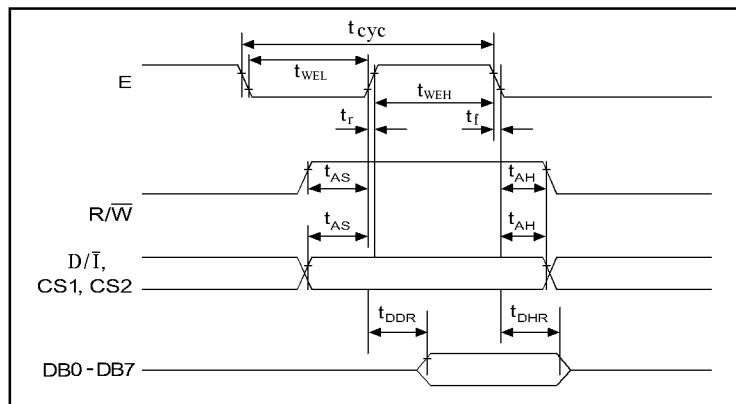 tcyc
E
tWEL
tWEH
tr
tf
tAS
tAH
R/W̅
tAS
tAH
D/I̅,
CS1, CS2
tDDR
tDHR
DB0-DB7